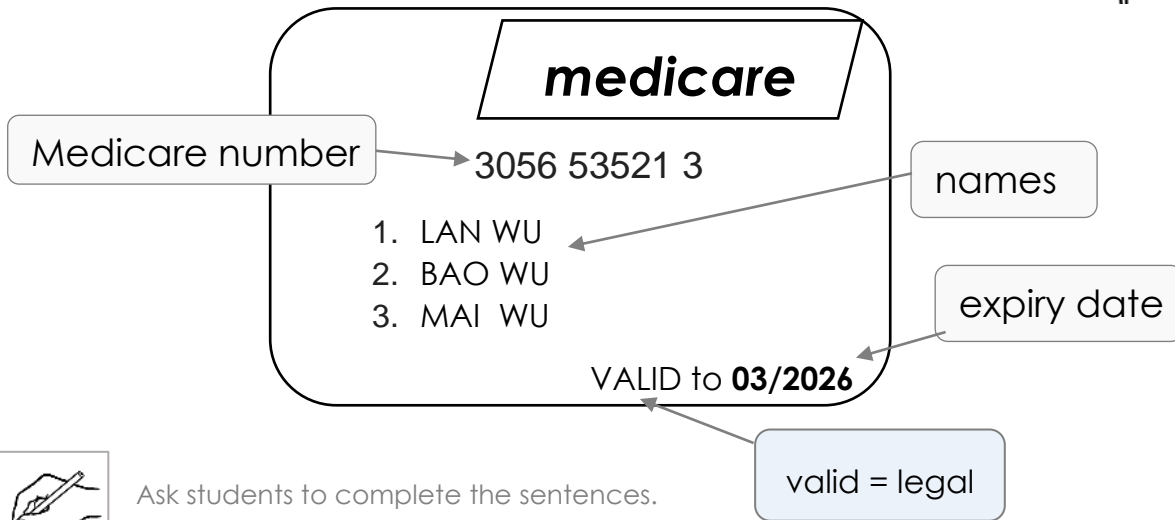 medicare
Medicare number
3056 53521 3
names
1. LAN WU
2. BAO WU
3. MAI WU
expiry date
VALID to 03/2026
valid = legal
Ask students to complete the sentences.